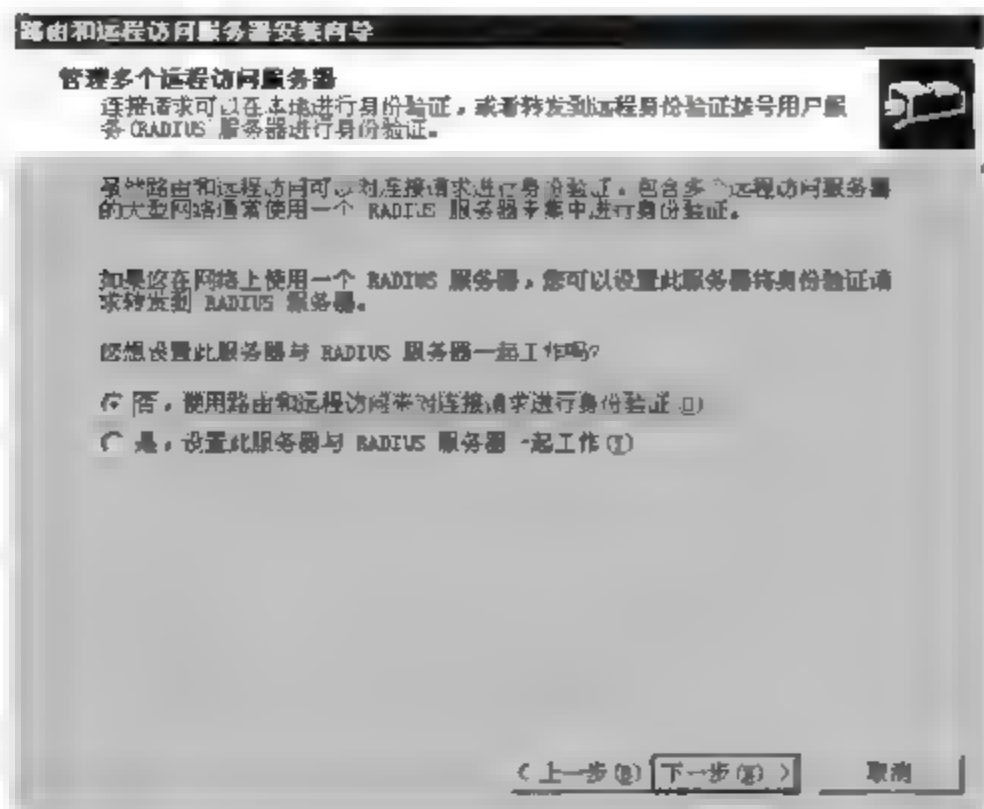 路由和远程访问服务器安装向导
管理多个远程访问服务器
连接请求可以在本地进行身份验证，或者转发到远程身份验证拨号用户服
务(RADIUS)服务器进行身份验证。
虽然路由和远程访问可以对连接请求进行身份验证，包含多个远程访问服务器
的大型网络通常使用一个 RADIUS 服务器来集中进行身份验证。
如果您在网络上使用一个 RADIUS 服务器，您可以设置此服务器将身份验证请
求转发到 RADIUS 服务器。
您想设置此服务器与 RADIUS 服务器一起工作吗?
否，使用路由和远程访问来对连接请求进行身份验证(O)
是，设置此服务器与 RADIUS 服务器一起工作(Y)
< 上一步(B)
下一步(N) >
取消